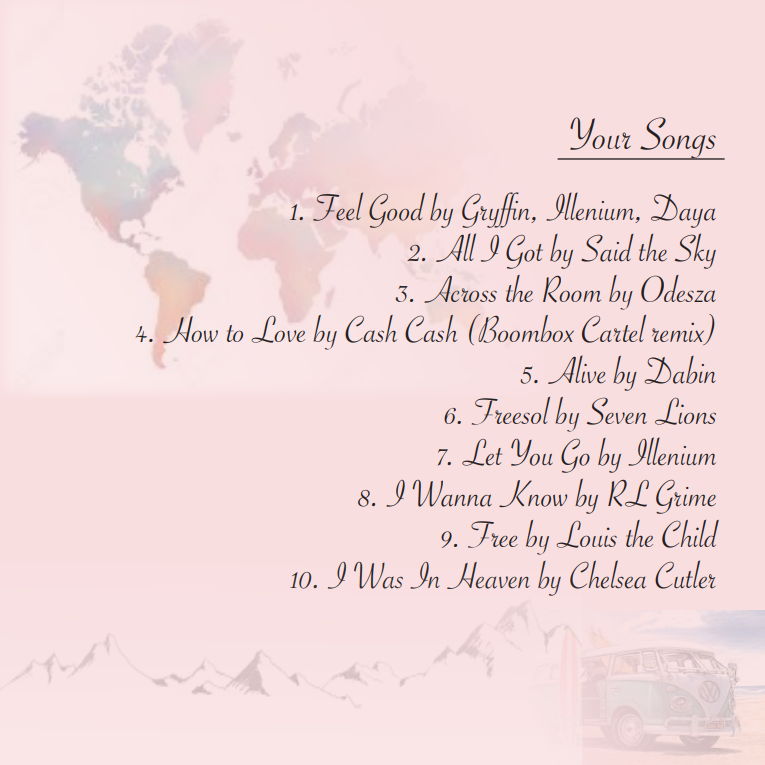 Your Songs
1. Feel Good by Gryffin, Illenium, Daya
2. All I Got by Said the Sky
3. Across the Room by Odesza
4. How to Love by Cash Cash (Boombox Cartel remix)
5. Alive by Dabin
6. Freesol by Seven Lions
7. Let You Go by Illenium
8. I Wanna Know by RL Grime
9. Free by Louis the Child
10. I Was In Heaven by Chelsea Cutler